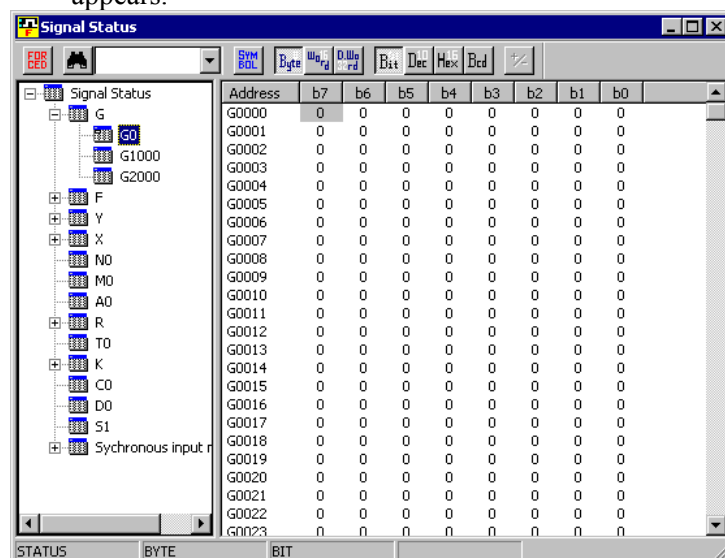 appears.
Signal Status
FOR CED SYM BOL Byte Word D.Wo rd Bit Dec Hex Bcd +/-
Signal Status
G
G0
G1000
G2000
F
Y
X
N0
M0
A0
R
T0
K
C0
D0
S1
Sychronous input r
Address b7 b6 b5 b4 b3 b2 b1 b0
G0000 0 0 0 0 0 0 0 0
G0001 0 0 0 0 0 0 0 0
G0002 0 0 0 0 0 0 0 0
G0003 0 0 0 0 0 0 0 0
G0004 0 0 0 0 0 0 0 0
G0005 0 0 0 0 0 0 0 0
G0006 0 0 0 0 0 0 0 0
G0007 0 0 0 0 0 0 0 0
G0008 0 0 0 0 0 0 0 0
G0009 0 0 0 0 0 0 0 0
G0010 0 0 0 0 0 0 0 0
G0011 0 0 0 0 0 0 0 0
G0012 0 0 0 0 0 0 0 0
G0013 0 0 0 0 0 0 0 0
G0014 0 0 0 0 0 0 0 0
G0015 0 0 0 0 0 0 0 0
G0016 0 0 0 0 0 0 0 0
G0017 0 0 0 0 0 0 0 0
G0018 0 0 0 0 0 0 0 0
G0019 0 0 0 0 0 0 0 0
G0020 0 0 0 0 0 0 0 0
G0021 0 0 0 0 0 0 0 0
G0022 0 0 0 0 0 0 0 0
G0023 0 0 0 0 0 0 0 0
STATUS BYTE BIT